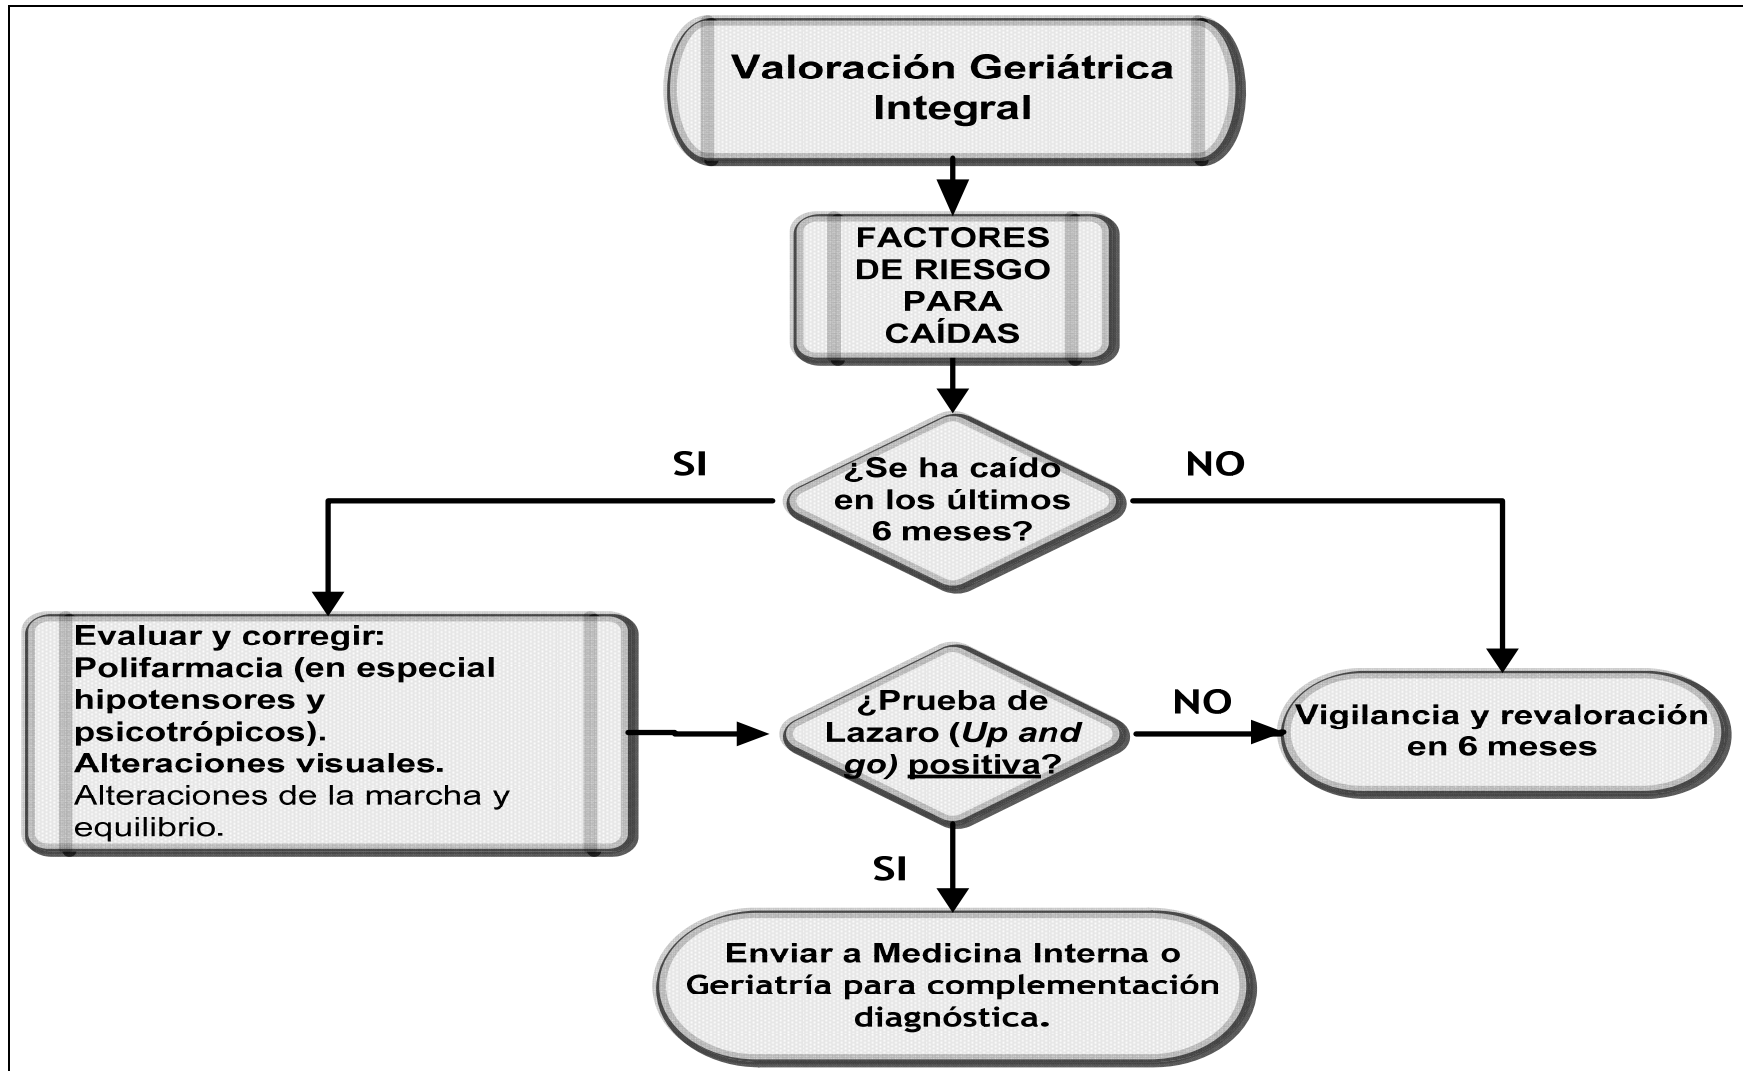 Valoración Geriátrica
Integral
FACTORES
DE RIESGO
PARA
CAÍDAS
SI
NO
¿Se ha caído
en los últimos
6 meses?
Evaluar y corregir:
Polifarmacia (en especial
hipotensores y
psicotrópicos).
Alteraciones visuales.
Alteraciones de la marcha y
equilibrio.
¿Prueba de
Lazaro (Up and
go) positiva?
NO
Vigilancia y revaloración
en 6 meses
SI
Enviar a Medicina Interna o
Geriatría para complementación
diagnóstica.